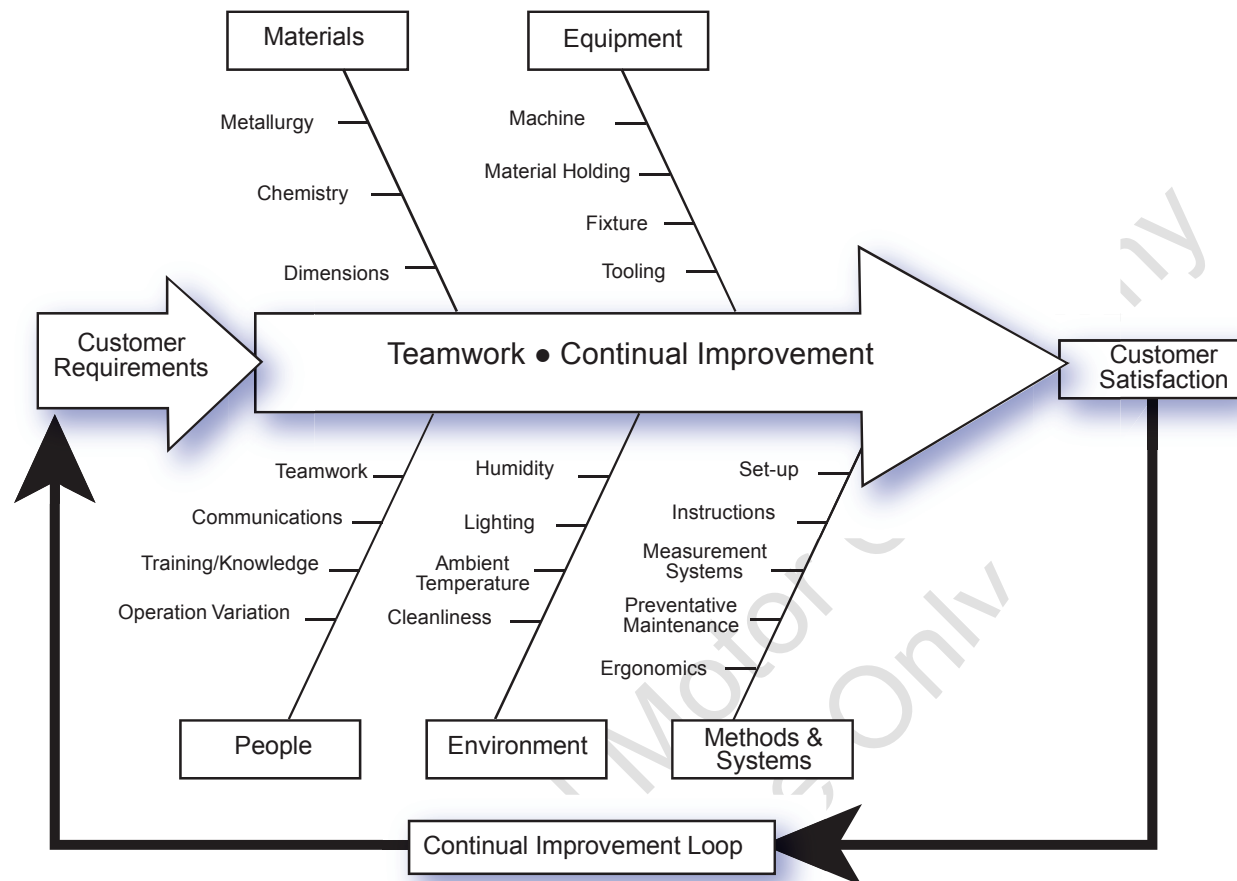 Materials
Equipment
Metallurgy
Chemistry
Dimensions
Machine
Material Holding
Fixture
Tooling
Customer
Requirements
Teamwork ● Continual Improvement
Customer
Satisfaction
Teamwork
Communications
Training/Knowledge
Operation Variation
Humidity
Lighting
Ambient
Temperature
Cleanliness
Set-up
Instructions
Measurement
Systems
Preventative
Maintenance
Ergonomics
People
Environment
Methods &
Systems
Continual Improvement Loop
Motor
Only